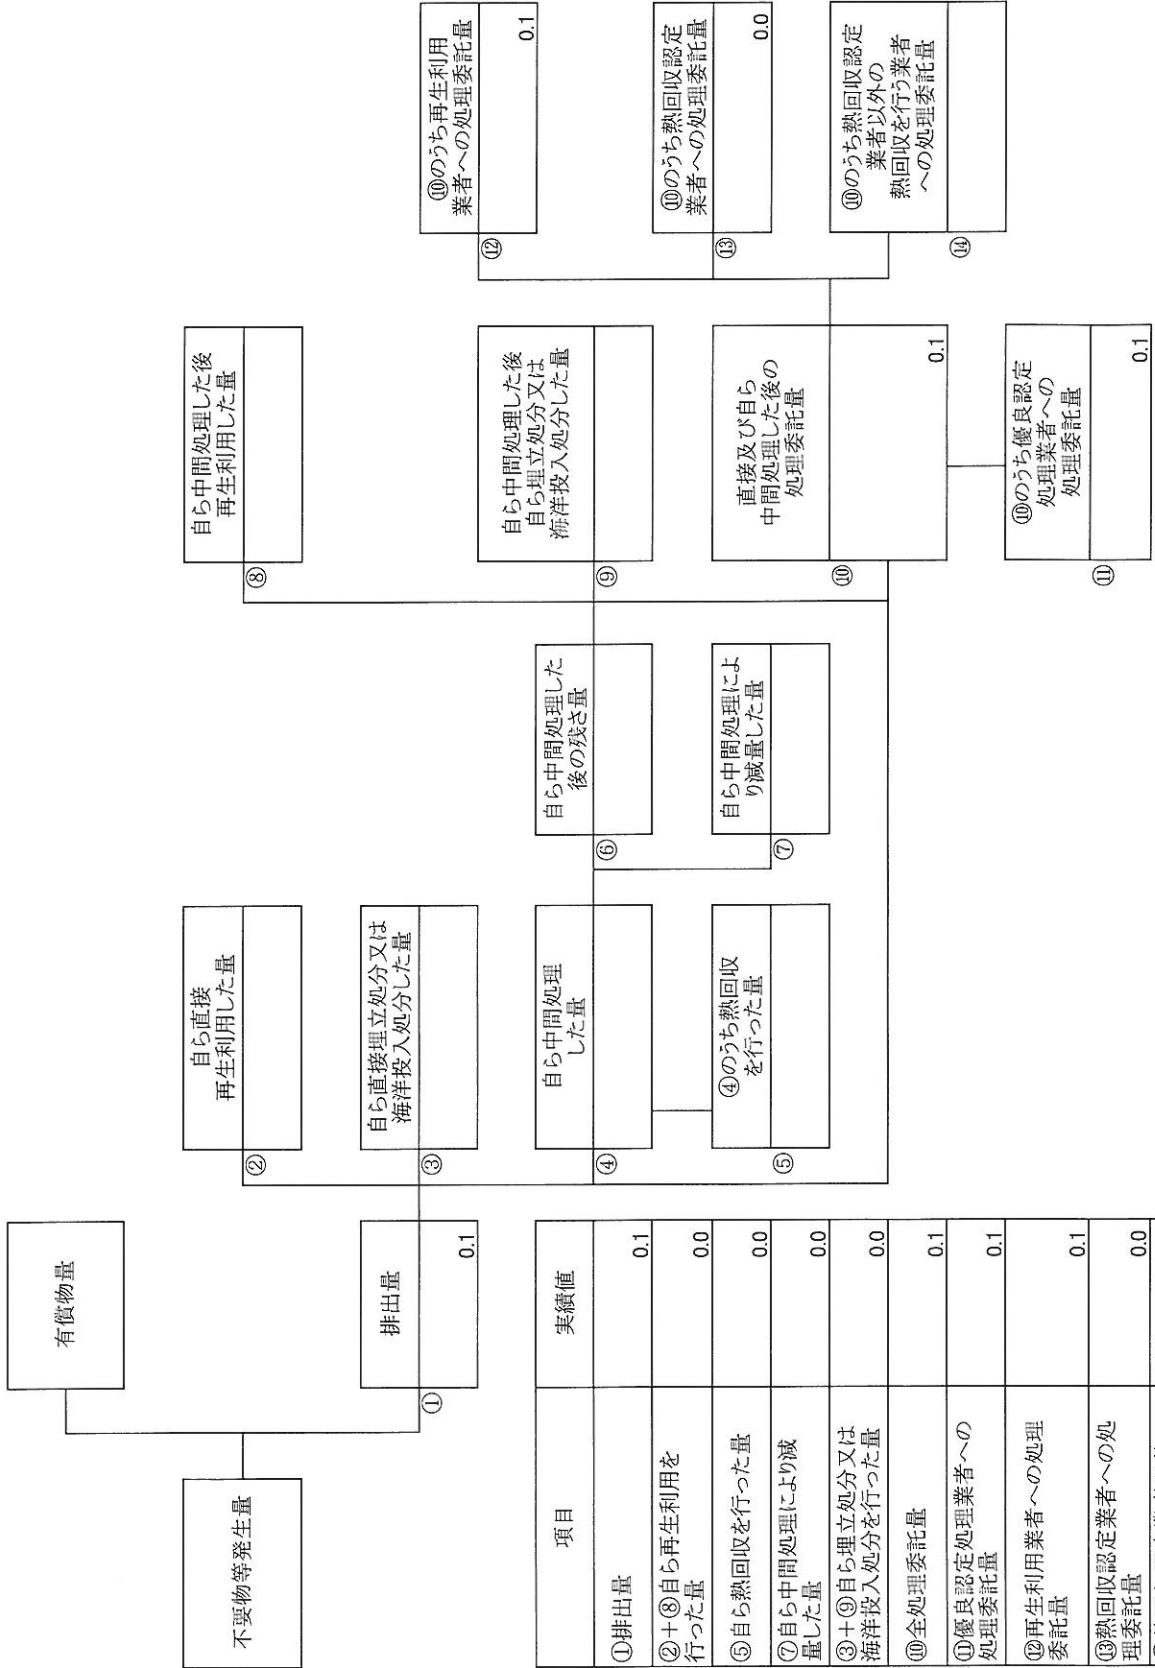 不要物等発生量
有償物量
排出量
①
0.1
自ら直接
再生利用した量
②
自ら直接埋立処分又は
海洋投入処分した量
③
自ら中間処理
した量
④
④のうち熱回収
を行った量
⑤
自ら中間処理した
後の残さ量
⑥
自ら中間処理によ
り減量した量
⑦
自ら中間処理した後
再生利用した量
⑧
自ら中間処理した後
自ら埋立処分又は
海洋投入処分した量
⑨
直接及び自ら
中間処理した後の
処理委託量
⑩
0.1
⑩のうち優良認定
処理業者への
処理委託量
⑪
0.1
⑩のうち再生利用
業者への処理委託量
⑫
0.1
⑩のうち熱回収認定
業者への処理委託量
⑬
0.0
⑩のうち熱回収認定
業者以外の
熱回収を行う業者
への処理委託量
⑭
項目 実績値
①排出量 0.1
②+⑧自ら再生利用を
行った量 0.0
⑤自ら熱回収を行った量 0.0
⑦自ら中間処理により減
量した量 0.0
③+⑨自ら埋立処分又は
海洋投入処分を行った量 0.0
⑩全処理委託量 0.1
⑪優良認定処理業者への
処理委託量 0.1
⑫再生利用業者への処理
委託量 0.1
⑬熱回収認定業者への処
理委託量 0.0